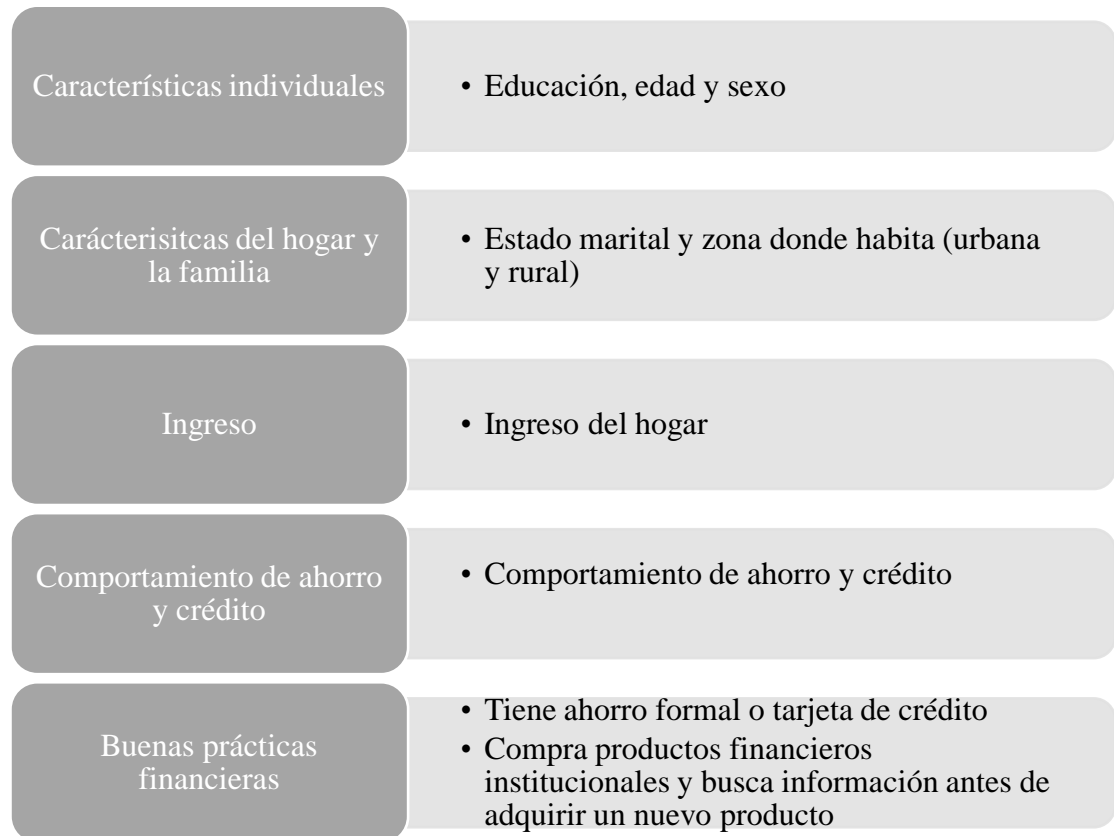 Características individuales
• Educación, edad y sexo
Carácterisitcas del hogar y
la familia
• Estado marital y zona donde habita (urbana
y rural)
Ingreso
• Ingreso del hogar
Comportamiento de ahorro
y crédito
• Comportamiento de ahorro y crédito
Buenas prácticas
financieras
• Tiene ahorro formal o tarjeta de crédito
• Compra productos financieros
institucionales y busca información antes de
adquirir un nuevo producto